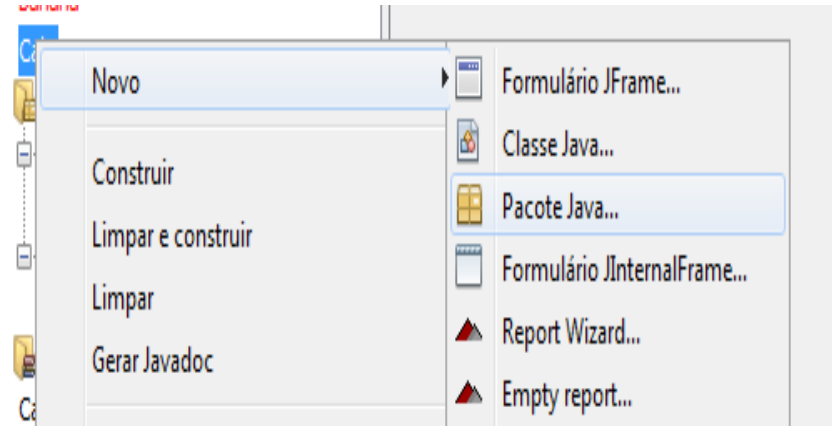 Novo
Construir
Limpar e construir
Limpar
Gerar Javadoc
Formulário JFrame...
Classe Java...
Pacote Java...
Formulário JInternalFrame...
Report Wizard...
Empty report...